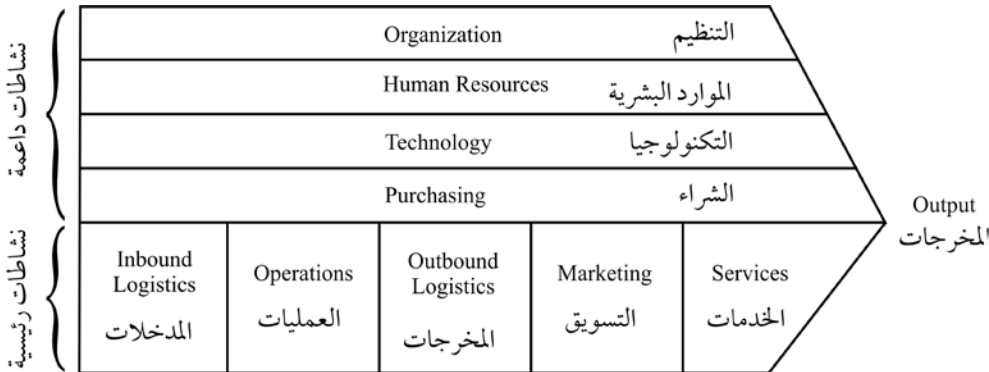 نشاطات داعمة
Organization التنظيم
Human Resources الموارد البشرية
Technology التكنولوجيا
Purchasing الشراء
Output
المخرجات
نشاطات رئيسية
Inbound
Logistics
المدخلات
Operations
العمليات
Outbound
Logistics
المخرجات
Marketing
التسويق
Services
الخدمات